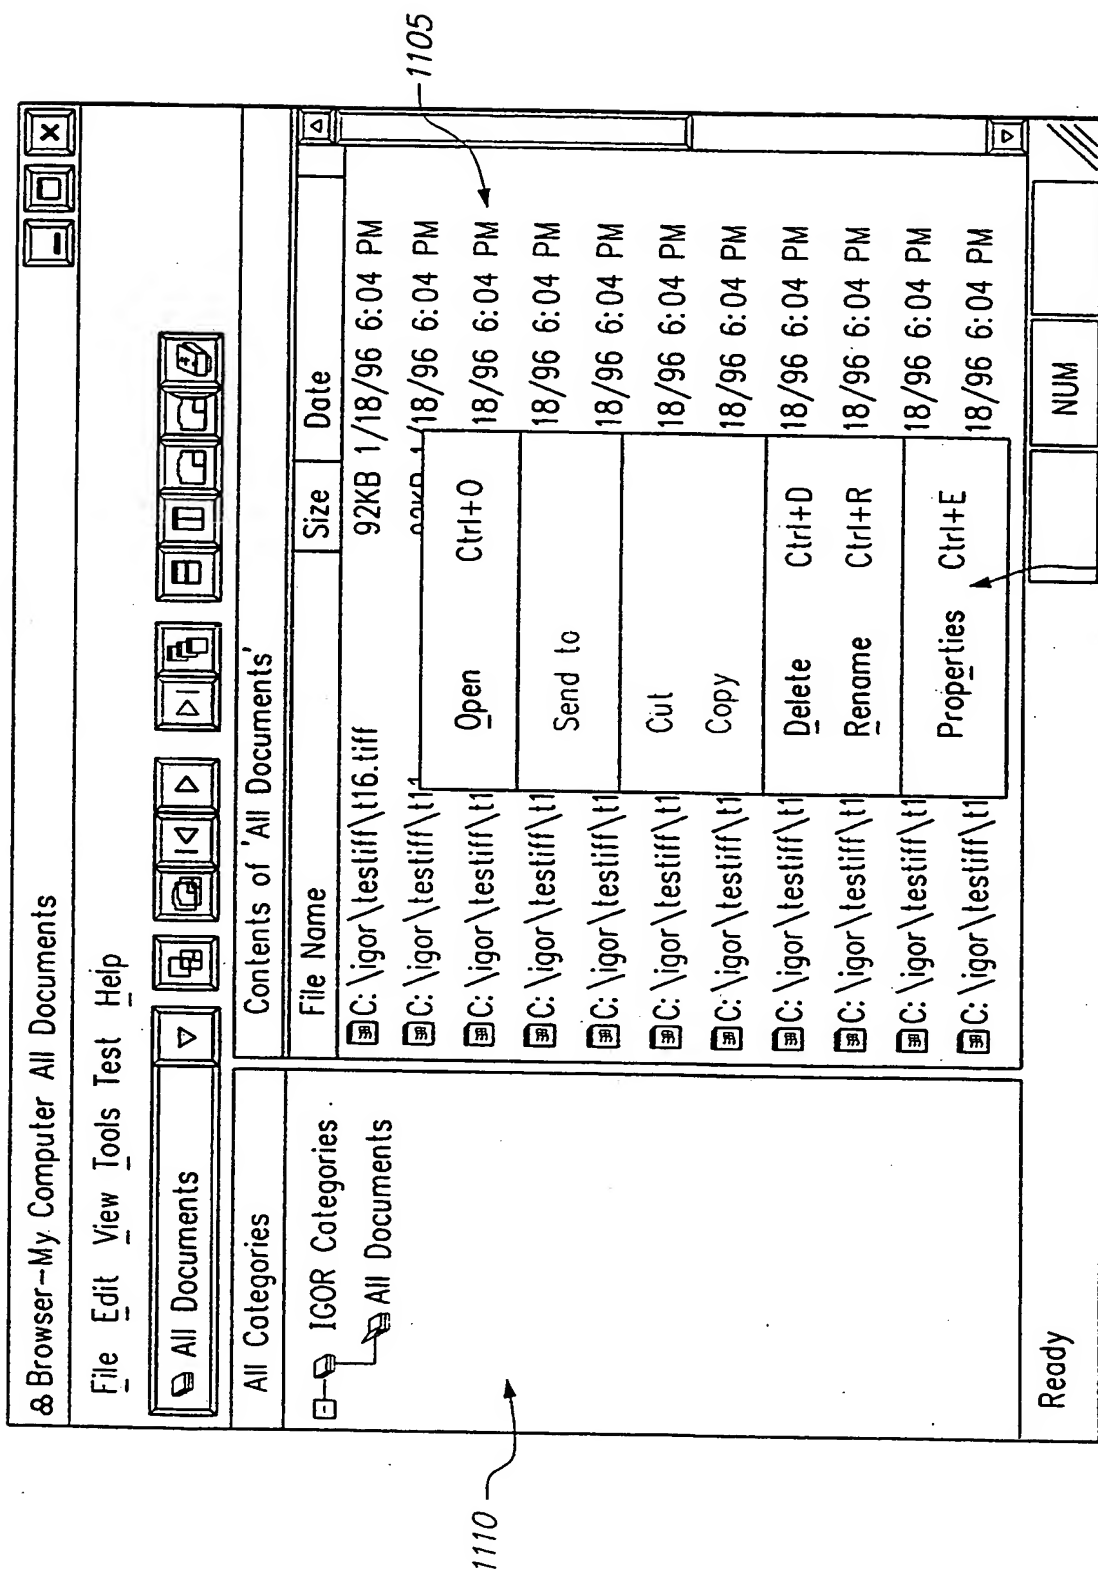 Browser-My Computer All Documents
File Edit View Tools Test Help
All Documents
All Categories
Contents of 'All Documents'
IGOR Categories
All Documents
File Name Size Date
C: \igor\testiff\t16.tiff 92KB 1/18/96 6:04 PM
C: \igor\testiff\t1 92KB 1/18/96 6:04 PM
C: \igor\testiff\t1 18/96 6:04 PM
C: \igor\testiff\t1 18/96 6:04 PM
C: \igor\testiff\t1 18/96 6:04 PM
C: \igor\testiff\t1 18/96 6:04 PM
C: \igor\testiff\t1 18/96 6:04 PM
C: \igor\testiff\t1 18/96 6:04 PM
C: \igor\testiff\t1 18/96 6:04 PM
C: \igor\testiff\t1 18/96 6:04 PM
C: \igor\testiff\t1 18/96 6:04 PM
Open Ctrl+O
Send to
Cut
Copy
Delete Ctrl+D
Rename Ctrl+R
Properties Ctrl+E
Ready
NUM
1105
1110